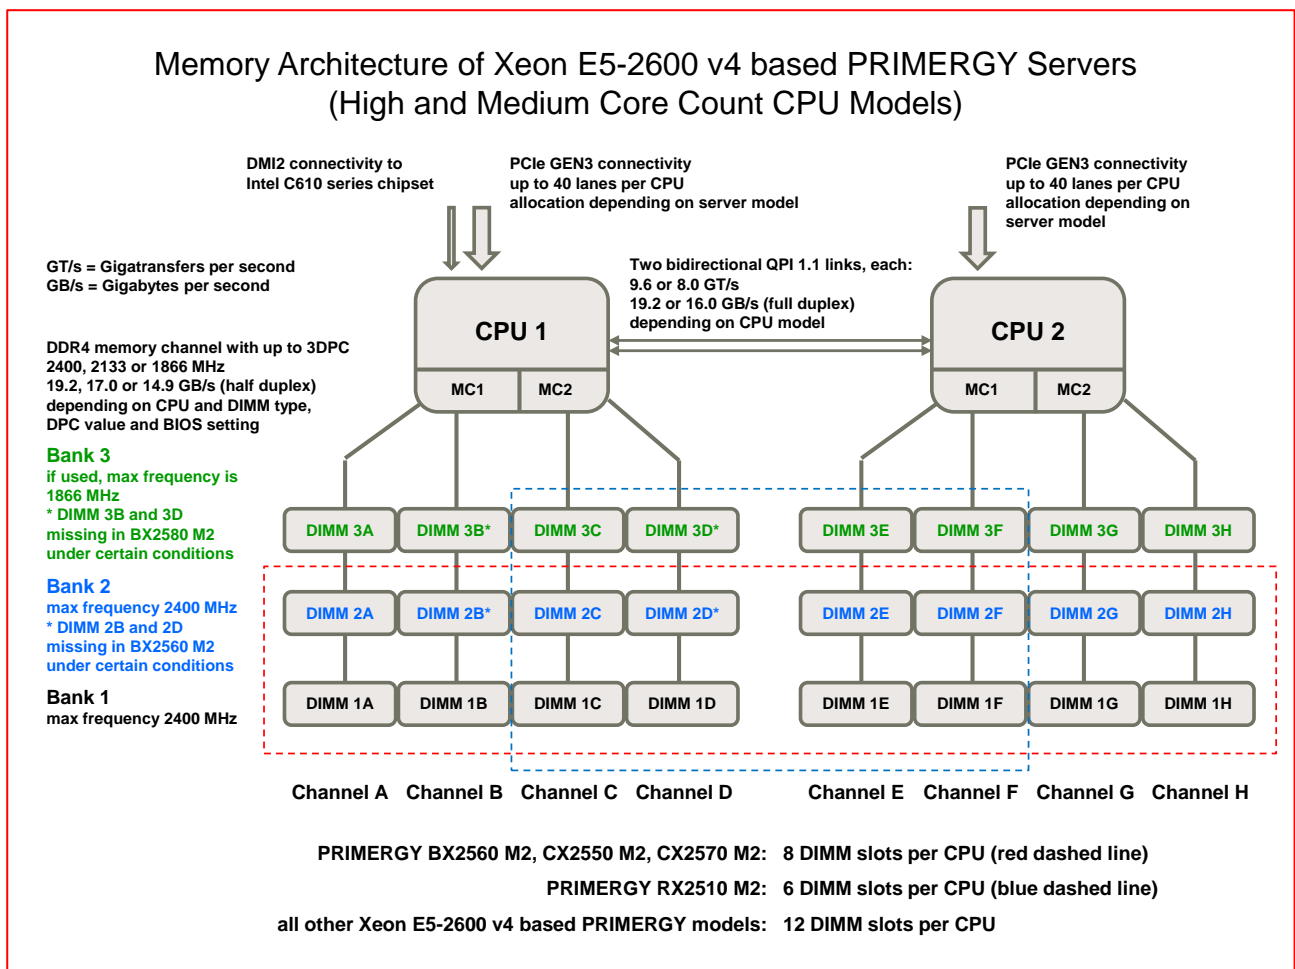 Memory Architecture of Xeon E5-2600 v4 based PRIMERGY Servers
(High and Medium Core Count CPU Models)
DMI2 connectivity to
Intel C610 series chipset
PCIe GEN3 connectivity
up to 40 lanes per CPU
allocation depending on server model
PCIe GEN3 connectivity
up to 40 lanes per CPU
allocation depending on
server model
GT/s = Gigatransfers per second
GB/s = Gigabytes per second
Two bidirectional QPI 1.1 links, each:
9.6 or 8.0 GT/s
19.2 or 16.0 GB/s (full duplex)
depending on CPU model
CPU 1
CPU 2
MC1
MC2
MC1
MC2
DDR4 memory channel with up to 3DPC
2400, 2133 or 1866 MHz
19.2, 17.0 or 14.9 GB/s (half duplex)
depending on CPU and DIMM type,
DPC value and BIOS setting
Bank 3
if used, max frequency is
1866 MHz
* DIMM 3B and 3D
missing in BX2580 M2
under certain conditions
DIMM 3A
DIMM 3B*
DIMM 3C
DIMM 3D*
DIMM 3E
DIMM 3F
DIMM 3G
DIMM 3H
Bank 2
max frequency 2400 MHz
* DIMM 2B and 2D
missing in BX2560 M2
under certain conditions
DIMM 2A
DIMM 2B*
DIMM 2C
DIMM 2D*
DIMM 2E
DIMM 2F
DIMM 2G
DIMM 2H
Bank 1
max frequency 2400 MHz
DIMM 1A
DIMM 1B
DIMM 1C
DIMM 1D
DIMM 1E
DIMM 1F
DIMM 1G
DIMM 1H
Channel A
Channel B
Channel C
Channel D
Channel E
Channel F
Channel G
Channel H
PRIMERGY BX2560 M2, CX2550 M2, CX2570 M2: 8 DIMM slots per CPU (red dashed line)
PRIMERGY RX2510 M2: 6 DIMM slots per CPU (blue dashed line)
all other Xeon E5-2600 v4 based PRIMERGY models: 12 DIMM slots per CPU